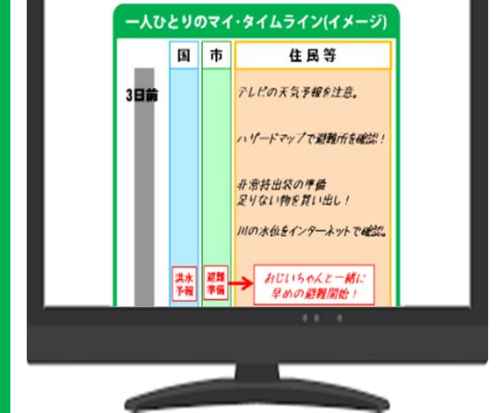 一人ひとりのマイ・タイムライン(イメージ)
国 市 住民等
3日前
テレビの天気予報を注意。
ハザードマップで避難所を確認！
非常持出袋の準備
足りない物を買い出し！
川の水位をインターネットで確認。
洪水
予報
避難
準備
おじいちゃんと一緒に
早めの避難開始！